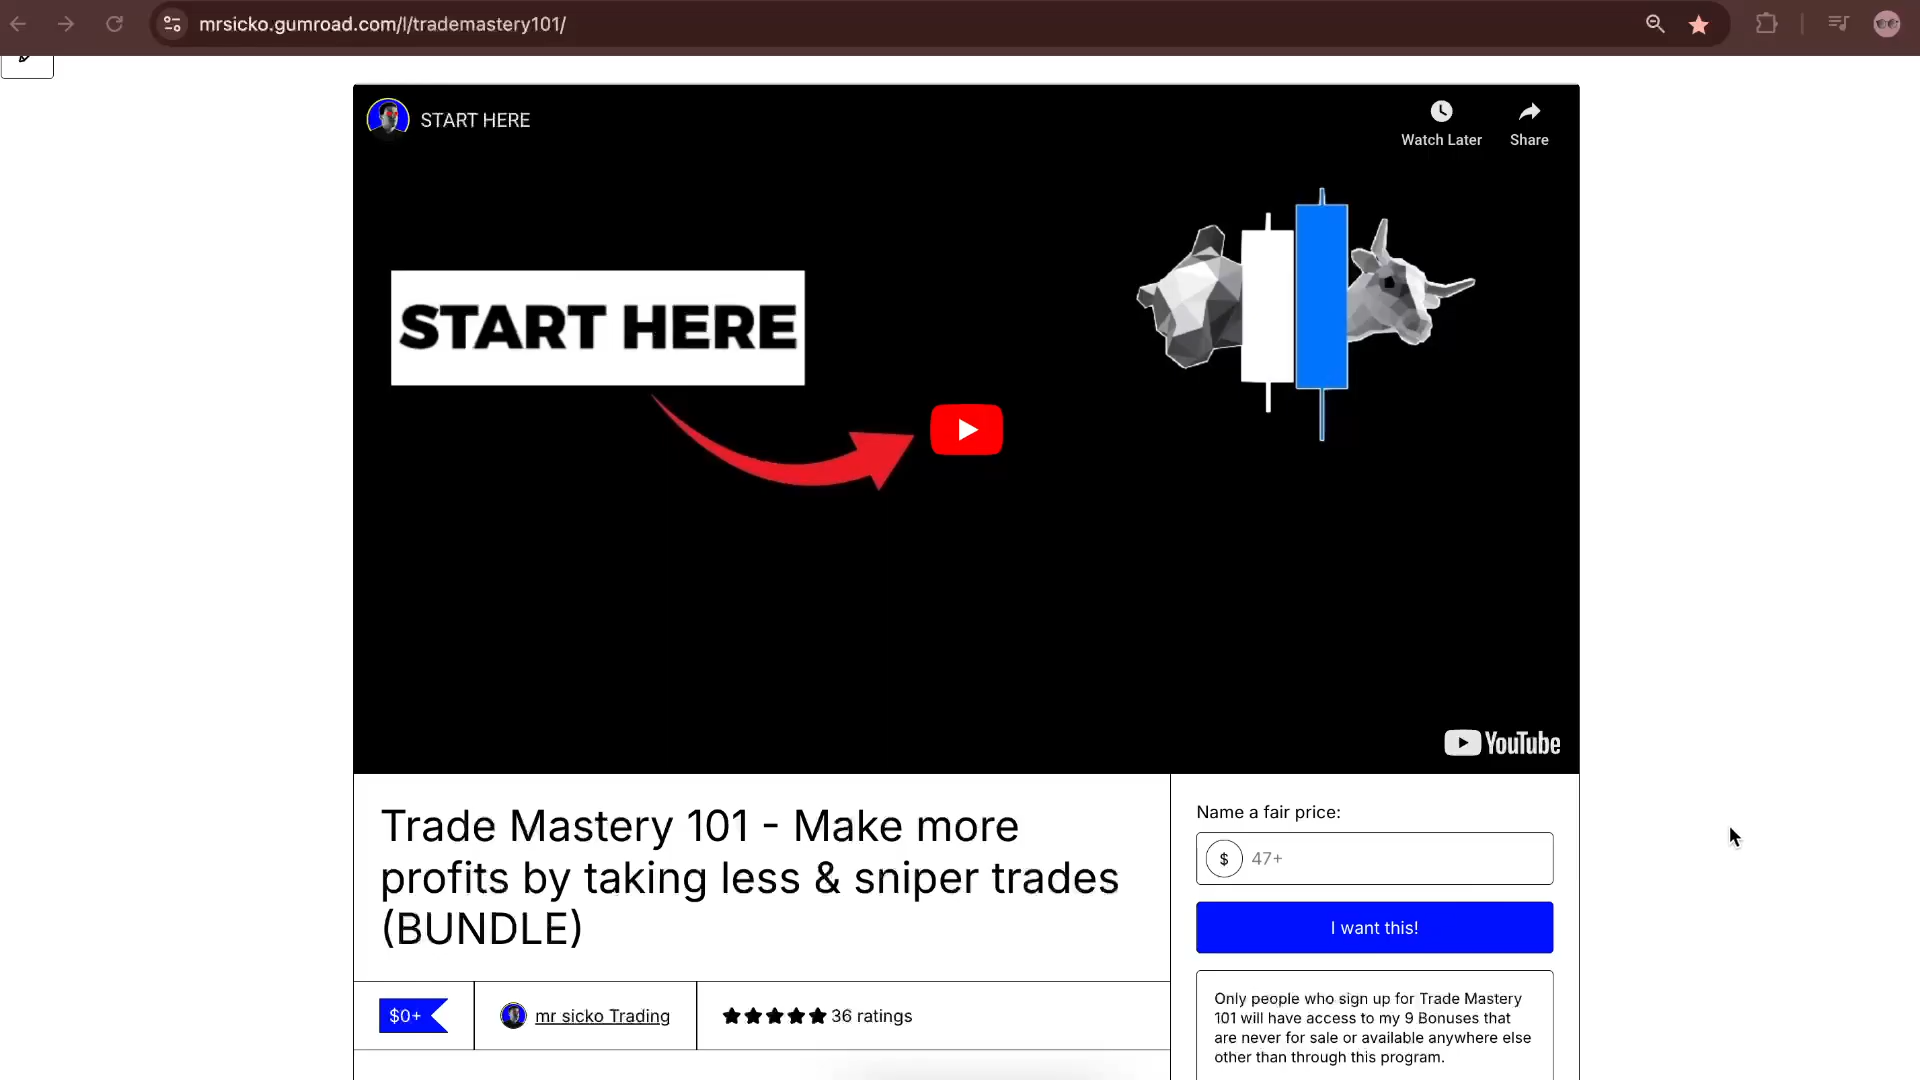 mrsicko.gumroad.com/l/trademastery101/
START HERE
Watch Later
Share
START HERE
YouTube
Trade Mastery 101 - Make more
profits by taking less & sniper trades
(BUNDLE)
Name a fair price:
$ 47+
I want this!
$0+
mr sicko Trading
36 ratings
Only people who sign up for Trade Mastery
101 will have access to my 9 Bonuses that
are never for sale or available anywhere else
other than through this program.